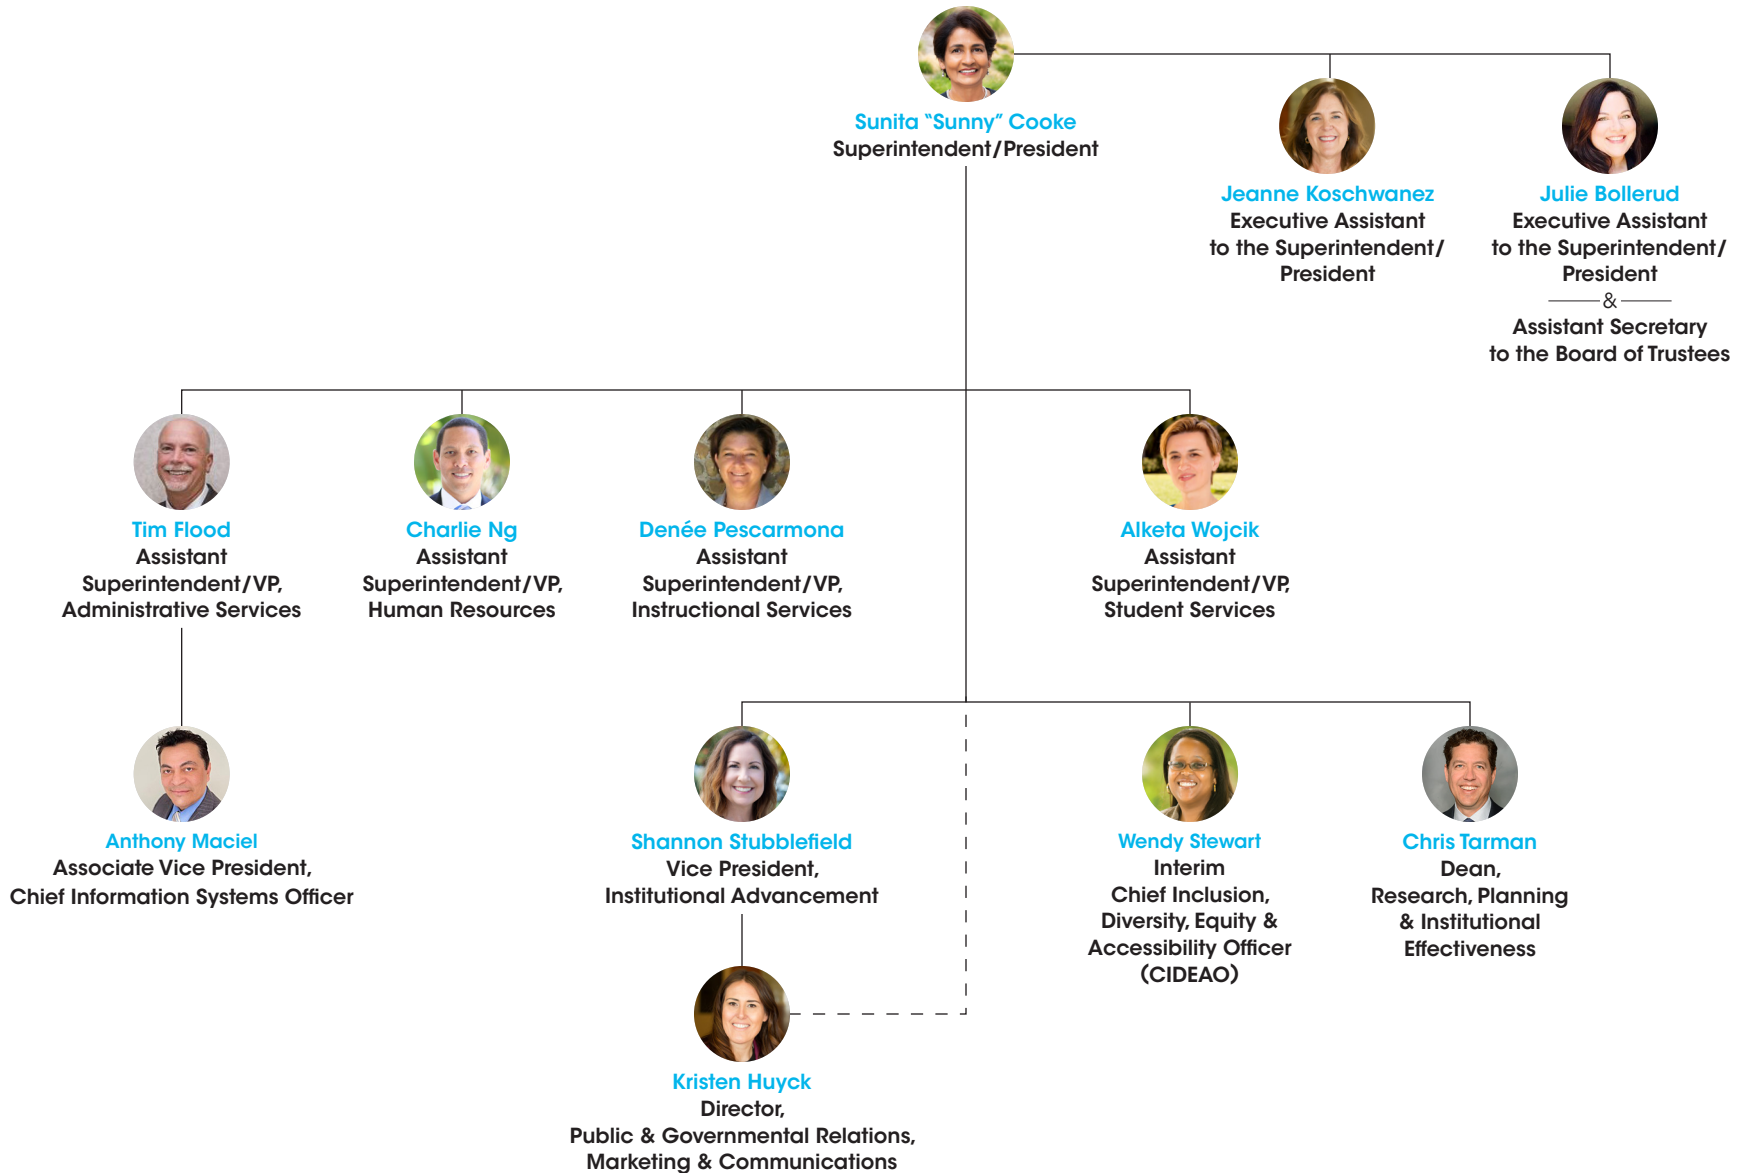 Sunita “Sunny” Cooke
Superintendent/President
Jeanne Koschwanez
Executive Assistant
to the Superintendent/
President
Julie Bollerud
Executive Assistant
to the Superintendent/
President
&
Assistant Secretary
to the Board of Trustees
Tim Flood
Assistant
Superintendent/VP,
Administrative Services
Charlie Ng
Assistant
Superintendent/VP,
Human Resources
Denée Pescarmona
Assistant
Superintendent/VP,
Instructional Services
Alketa Wojcik
Assistant
Superintendent/VP,
Student Services
Anthony Maciel
Associate Vice President,
Chief Information Systems Officer
Shannon Stubblefield
Vice President,
Institutional Advancement
Wendy Stewart
Interim
Chief Inclusion,
Diversity, Equity &
Accessibility Officer
(CIDEAO)
Chris Tarman
Dean,
Research, Planning
& Institutional
Effectiveness
Kristen Huyck
Director,
Public & Governmental Relations,
Marketing & Communications